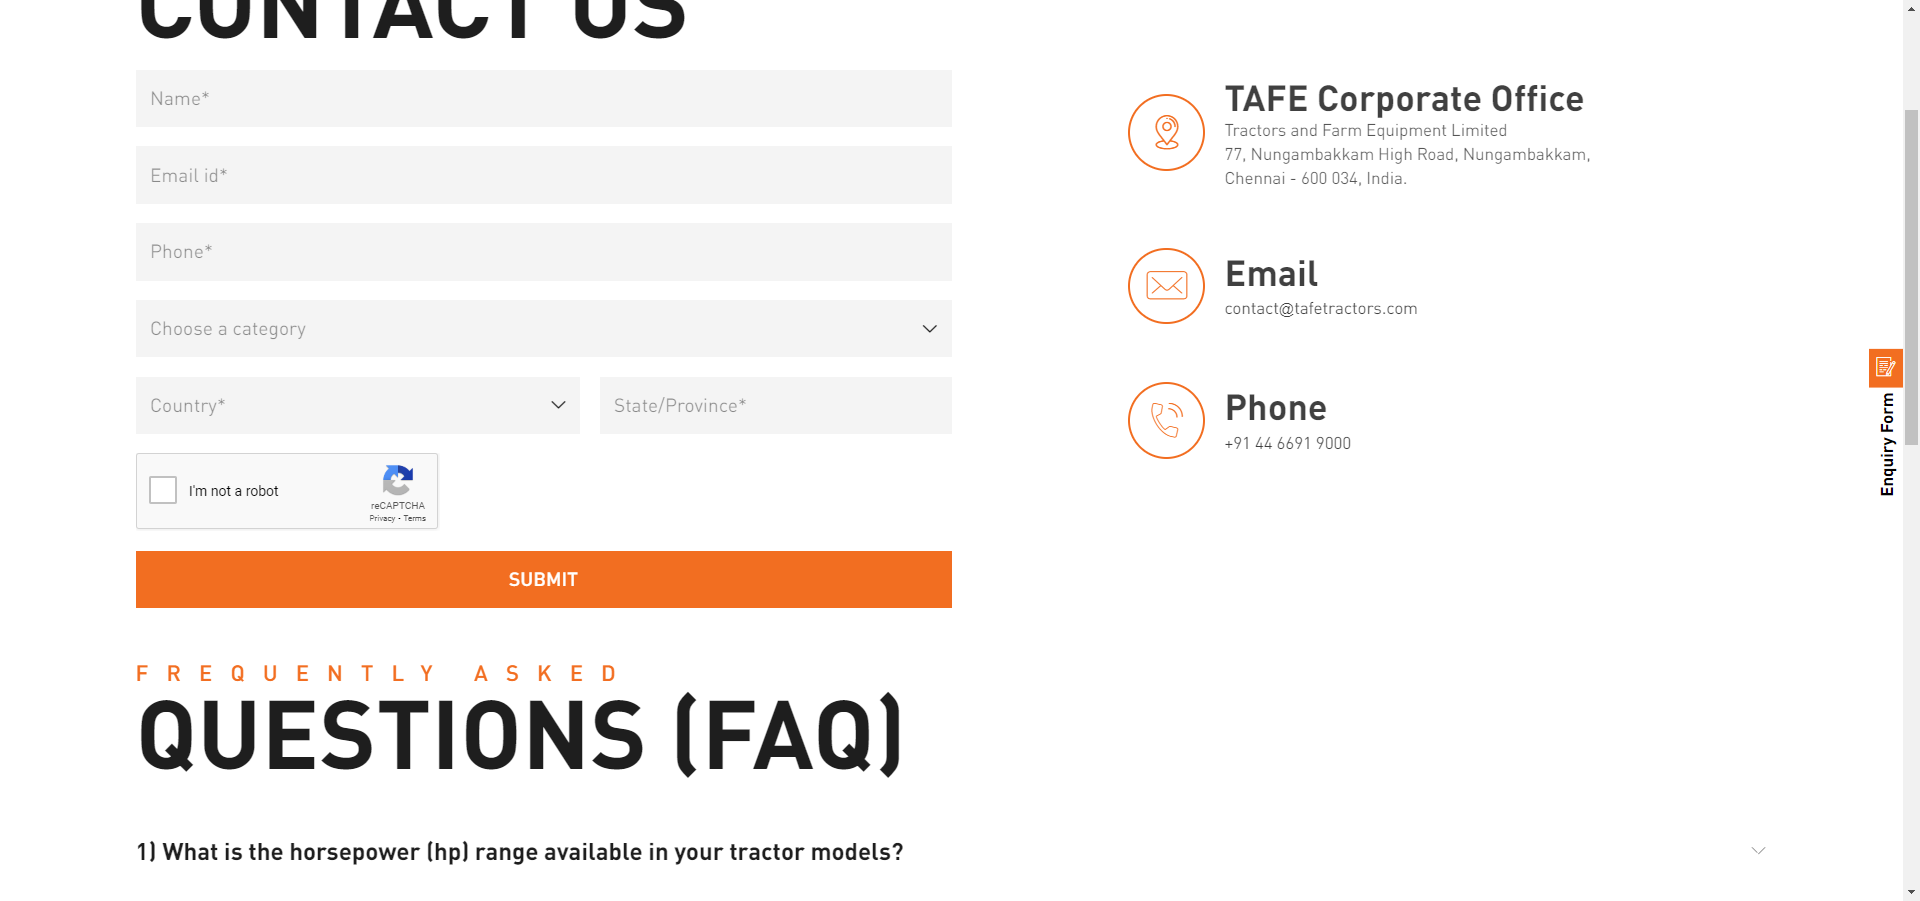 CONTACT US
Name*
Email id*
Phone*
Choose a category
Country*
State/Province*
I'm not a robot
reCAPTCHA
Privacy - Terms
SUBMIT
TAFE Corporate Office
Tractors and Farm Equipment Limited
77, Nungambakkam High Road, Nungambakkam,
Chennai - 600 034, India.
Email
contact@tafetractors.com
Phone
+91 44 6691 9000
Enquiry Form
FREQUENTLY ASKED
QUESTIONS (FAQ)
1) What is the horsepower (hp) range available in your tractor models?